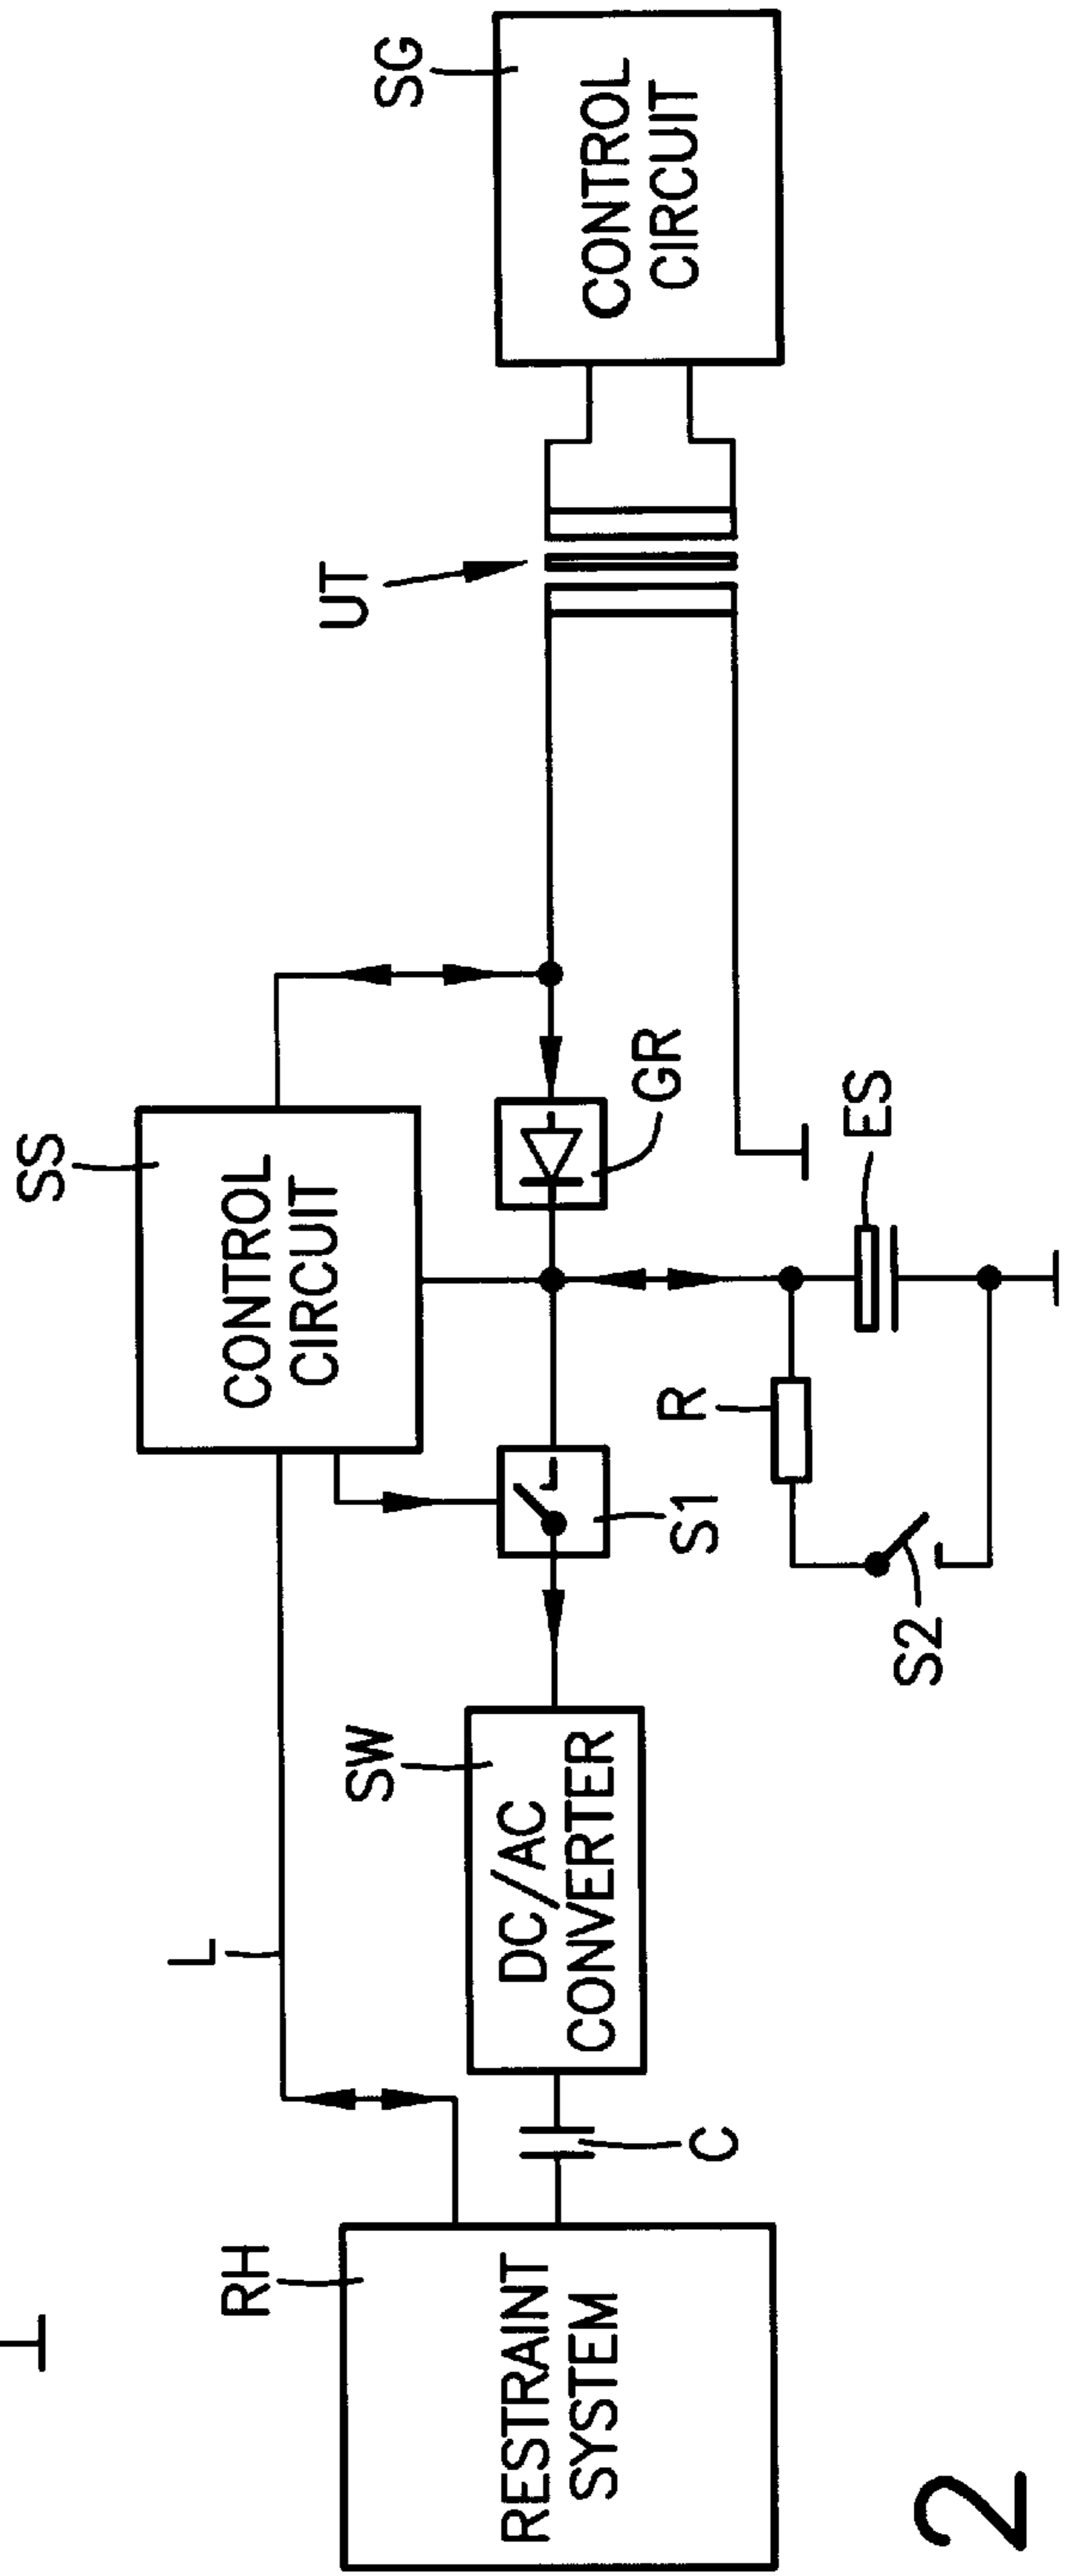 SS
L
RH
CONTROL
CIRCUIT
UT
SG
SW
RESTRAINT
SYSTEM
DC/AC
CONVERTER
CONTROL
CIRCUIT
C
S1
R
GR
S2
ES
2